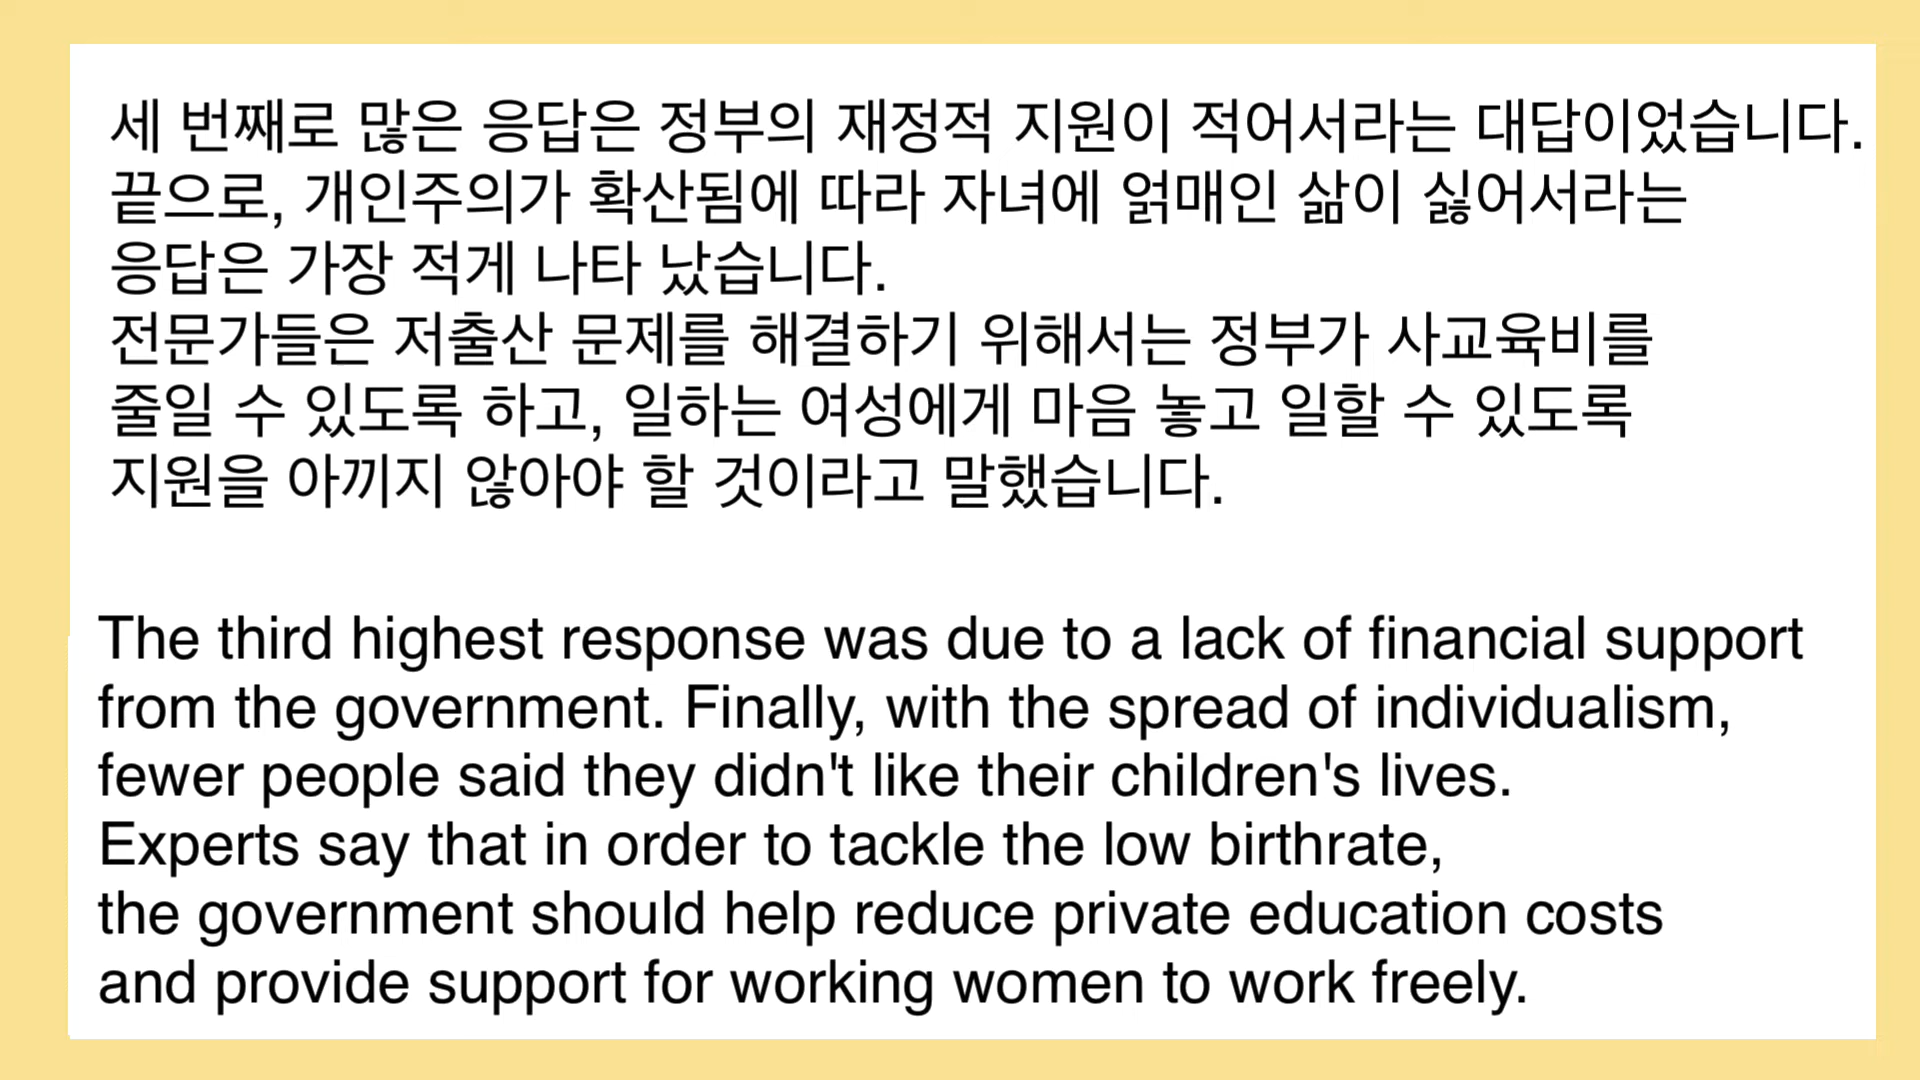 세 번째로 많은 응답은 정부의 재정적 지원이 적어서라는 대답이었습니다.
끝으로, 개인주의가 확산됨에 따라 자녀에 얽매인 삶이 싫어서라는
응답은 가장 적게 나타 났습니다.
전문가들은 저출산 문제를 해결하기 위해서는 정부가 사교육비를
줄일 수 있도록 하고, 일하는 여성에게 마음 놓고 일할 수 있도록
지원을 아끼지 않아야 할 것이라고 말했습니다.
The third highest response was due to a lack of financial support
from the government. Finally, with the spread of individualism,
fewer people said they didn't like their children's lives.
Experts say that in order to tackle the low birthrate,
the government should help reduce private education costs
and provide support for working women to work freely.